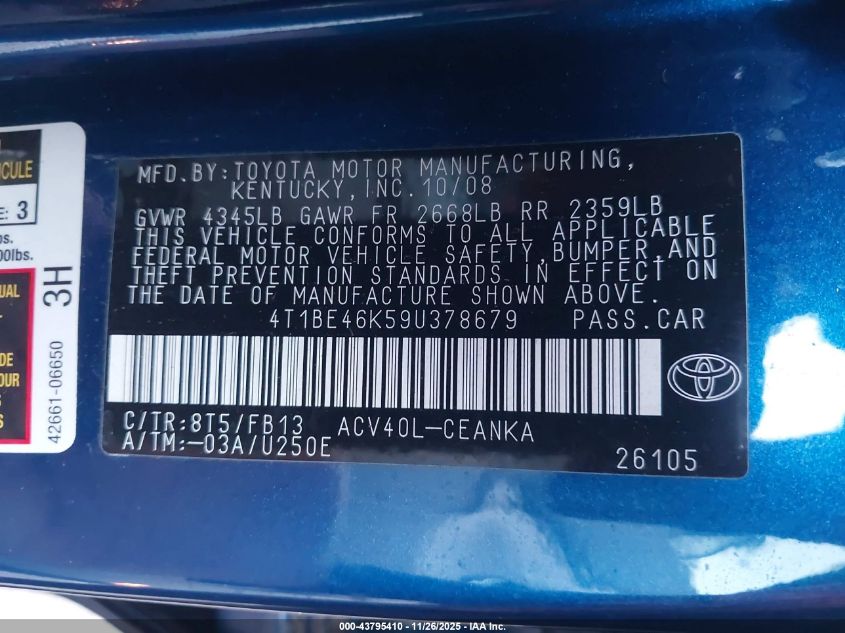 MFD.BY:TOYOTA MOTOR MANUFACTURING,
KENTUCKY,INC.10/08
GVWR 4345LB GAWR FR 2668LB RR 2359LB
THIS VEHICLE CONFORMS TO ALL APPLICABLE
FEDERAL MOTOR VEHICLE SAFETY,BUMPER,AND
THEFT PREVENTION STANDARDS IN EFFECT ON
THE DATE OF MANUFACTURE SHOWN ABOVE.
4T1BE46K59U378679 PASS.CAR
C/TR:8T5/FB13 ACV40L-CEANKA
A/TM:-03A/U250E
26105
E: 3
00lbs.
3H
42661-06650
000-43795410 - 11/26/2025 - IAA Inc.